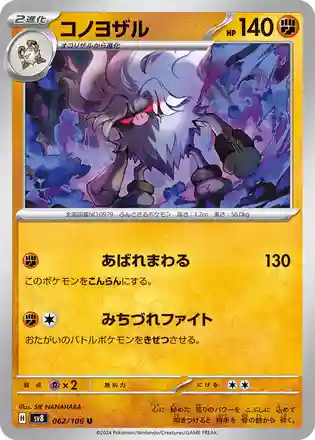 2進化
コノヨザル
HP 140
オコリザルから進化
全国図鑑NO.0979 ふんどざるポケモン 高さ:1.2m 重さ:56.0kg
あばれまわる 130
このポケモンをこんらんにする。
みちづれファイト
おたがいのバトルポケモンをきぜつさせる。
弱点 ×2 抵抗力 にげる
Illus. SIE NANAHARA
H SV8 062/106 U
©2024 Pokémon/Nintendo/Creatures/GAME FREAK